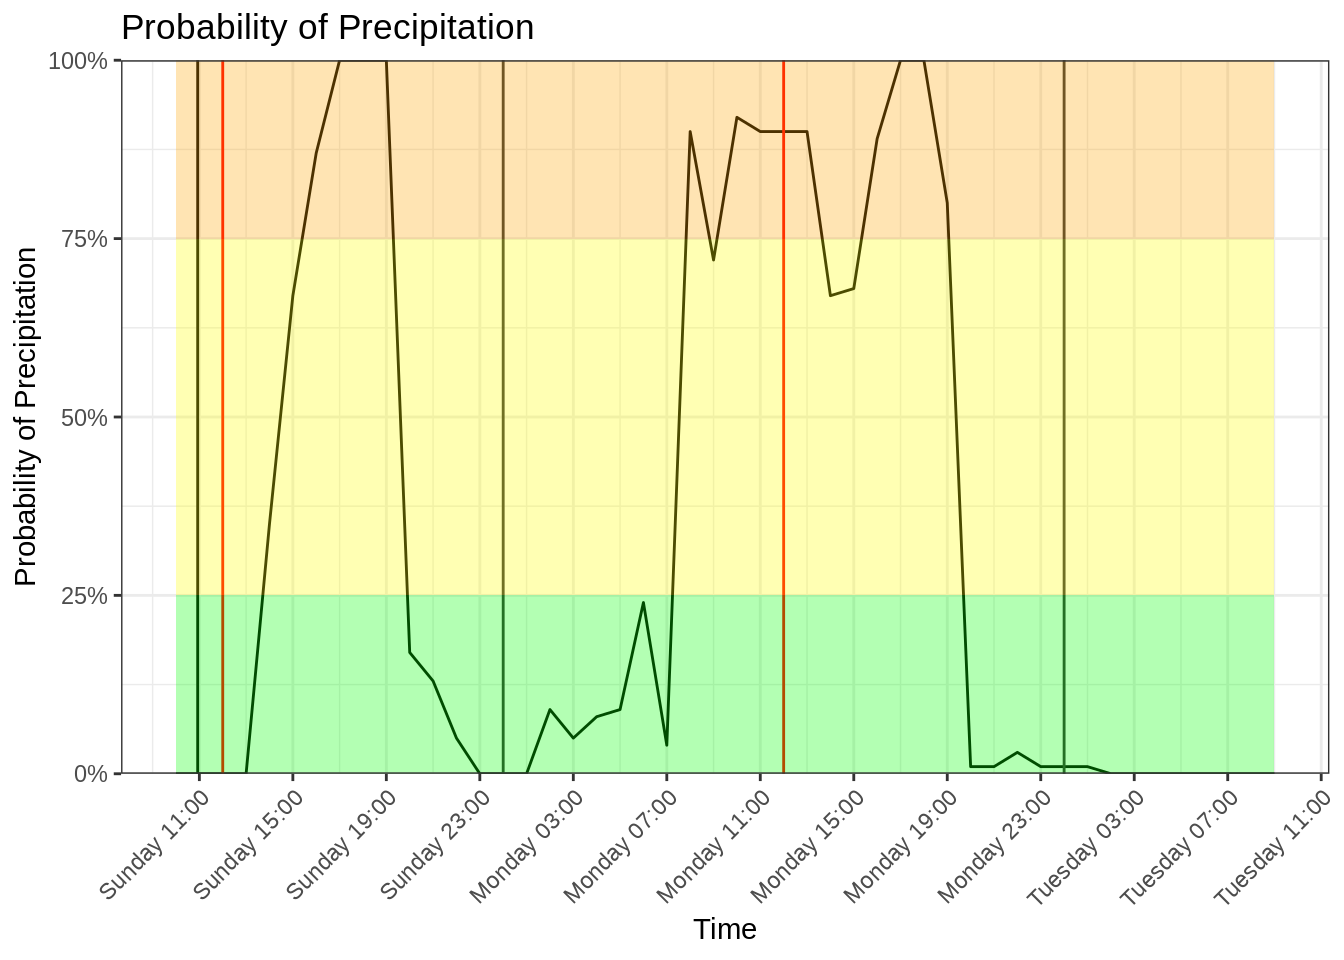 Probability of Precipitation
Probability of Precipitation
100%
75%
50%
25%
0%
Sunday 11:00
Sunday 15:00
Sunday 19:00
Sunday 23:00
Monday 03:00
Monday 07:00
Monday 11:00
Monday 15:00
Monday 19:00
Monday 23:00
Tuesday 03:00
Tuesday 07:00
Tuesday 11:00
Time